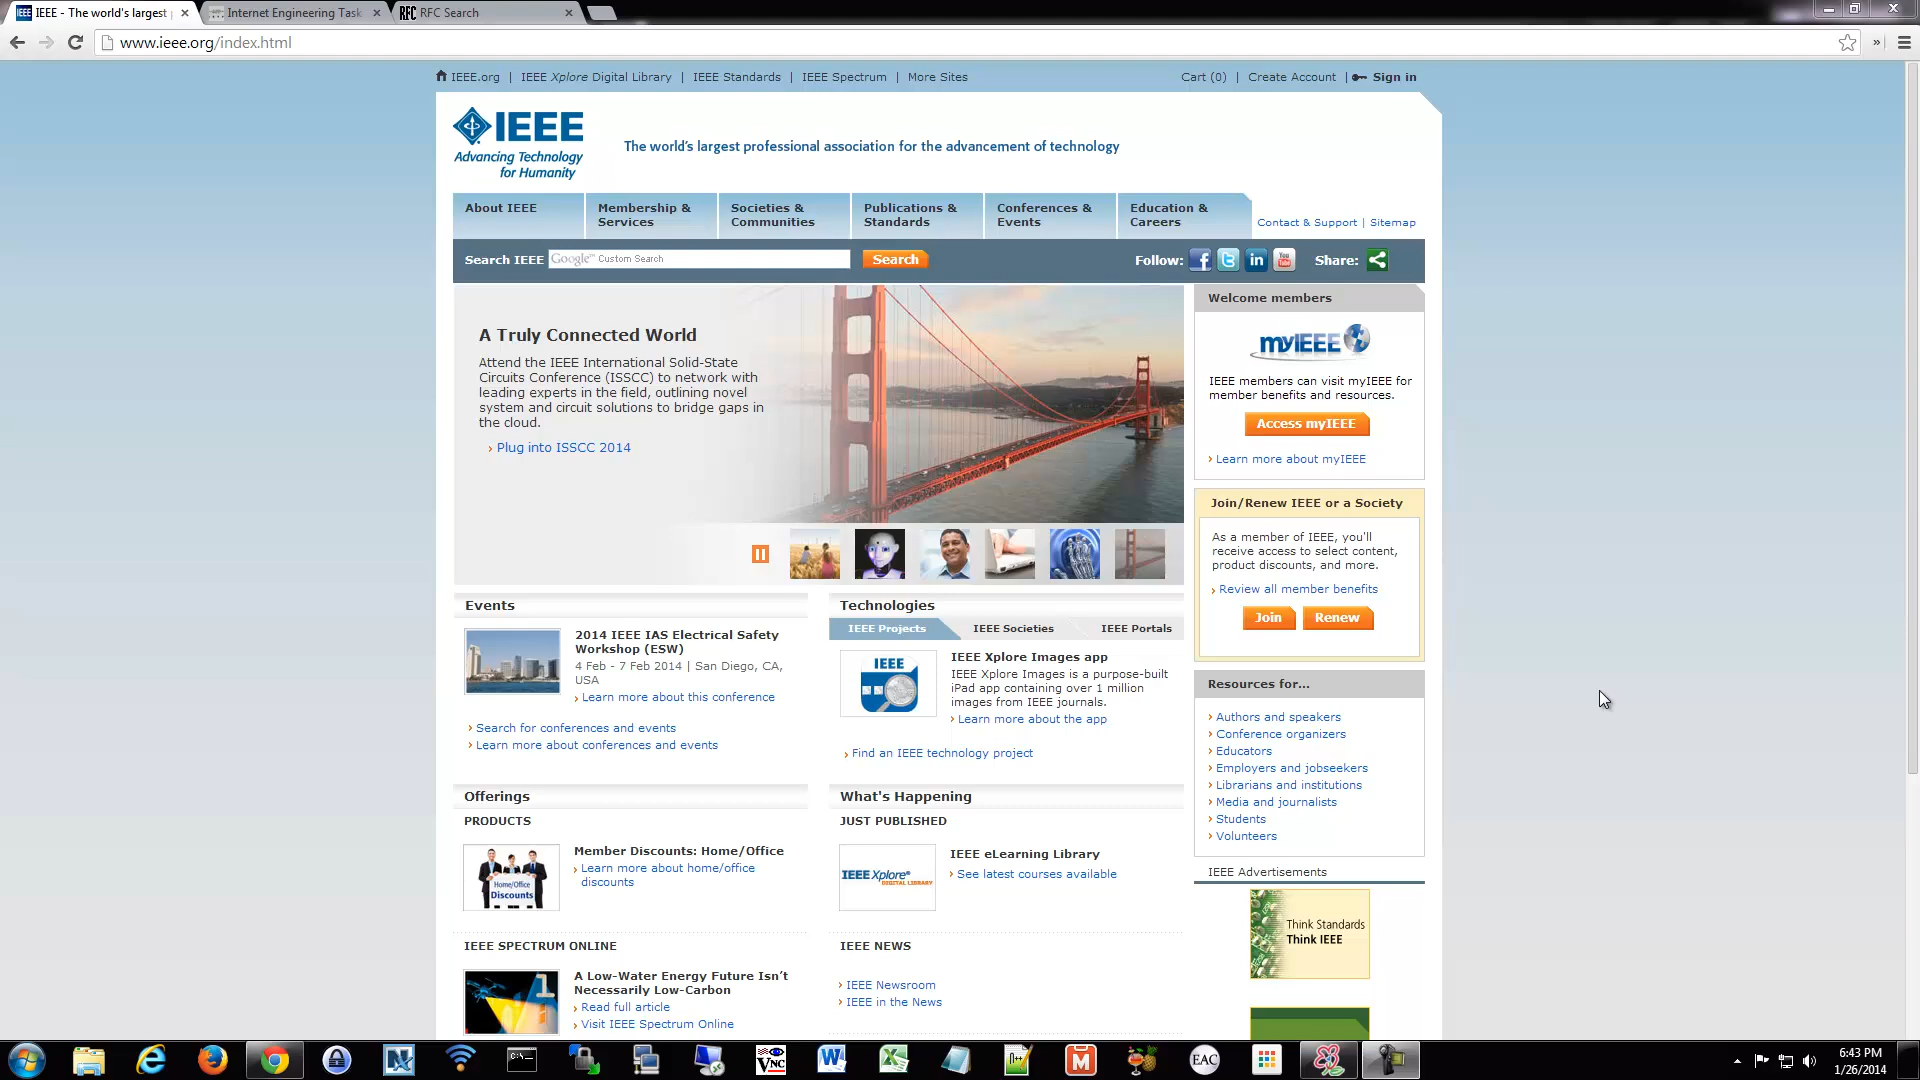 IEEE - The world's largest
Internet Engineering Task
RFC RFC Search
www.ieee.org/index.html
IEEE.org | IEEE Xplore Digital Library | IEEE Standards | IEEE Spectrum | More Sites
Cart (0) | Create Account | Sign in
IEEE
Advancing Technology
for Humanity
The world's largest professional association for the advancement of technology
About IEEE
Membership &
Services
Societies &
Communities
Publications &
Standards
Conferences &
Events
Education &
Careers
Contact & Support | Sitemap
Search IEEE Google™ Custom Search Search
Follow: f t in You Tube Share:
A Truly Connected World
Attend the IEEE International Solid-State
Circuits Conference (ISSCC) to network with
leading experts in the field, outlining novel
system and circuit solutions to bridge gaps in
the cloud.
Plug into ISSCC 2014
Welcome members
myIEEE
IEEE members can visit myIEEE for
member benefits and resources.
Access myIEEE
Learn more about myIEEE
Join/Renew IEEE or a Society
As a member of IEEE, you'll
receive access to select content,
product discounts, and more.
Review all member benefits
Join Renew
Events
2014 IEEE IAS Electrical Safety
Workshop (ESW)
4 Feb - 7 Feb 2014 | San Diego, CA,
USA
Learn more about this conference
Search for conferences and events
Learn more about conferences and events
Technologies
IEEE Projects IEEE Societies IEEE Portals
IEEE
IEEE Xplore Images app
IEEE Xplore Images is a purpose-built
iPad app containing over 1 million
images from IEEE journals.
Learn more about the app
Find an IEEE technology project
Resources for...
Authors and speakers
Conference organizers
Educators
Employers and jobseekers
Librarians and institutions
Media and journalists
Students
Volunteers
Offerings
PRODUCTS
Home/Office
Discounts
Member Discounts: Home/Office
Learn more about home/office
discounts
What's Happening
JUST PUBLISHED
IEEE Xplore®
DIGITAL LIBRARY
IEEE eLearning Library
See latest courses available
IEEE Advertisements
Think Standards
Think IEEE
IEEE SPECTRUM ONLINE
1
A Low-Water Energy Future Isn't
Necessarily Low-Carbon
Read full article
Visit IEEE Spectrum Online
IEEE NEWS
IEEE Newsroom
IEEE in the News
VNC
EAC
6:43 PM
1/26/2014